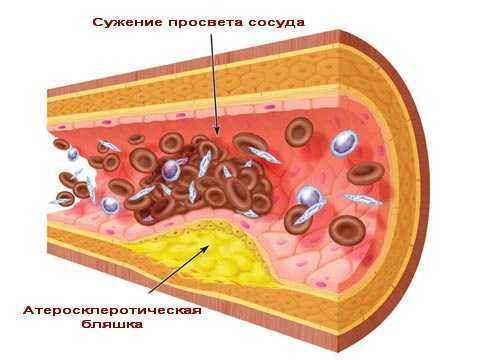 Сужение просвета сосуда
Атеросклеротическая
бляшка